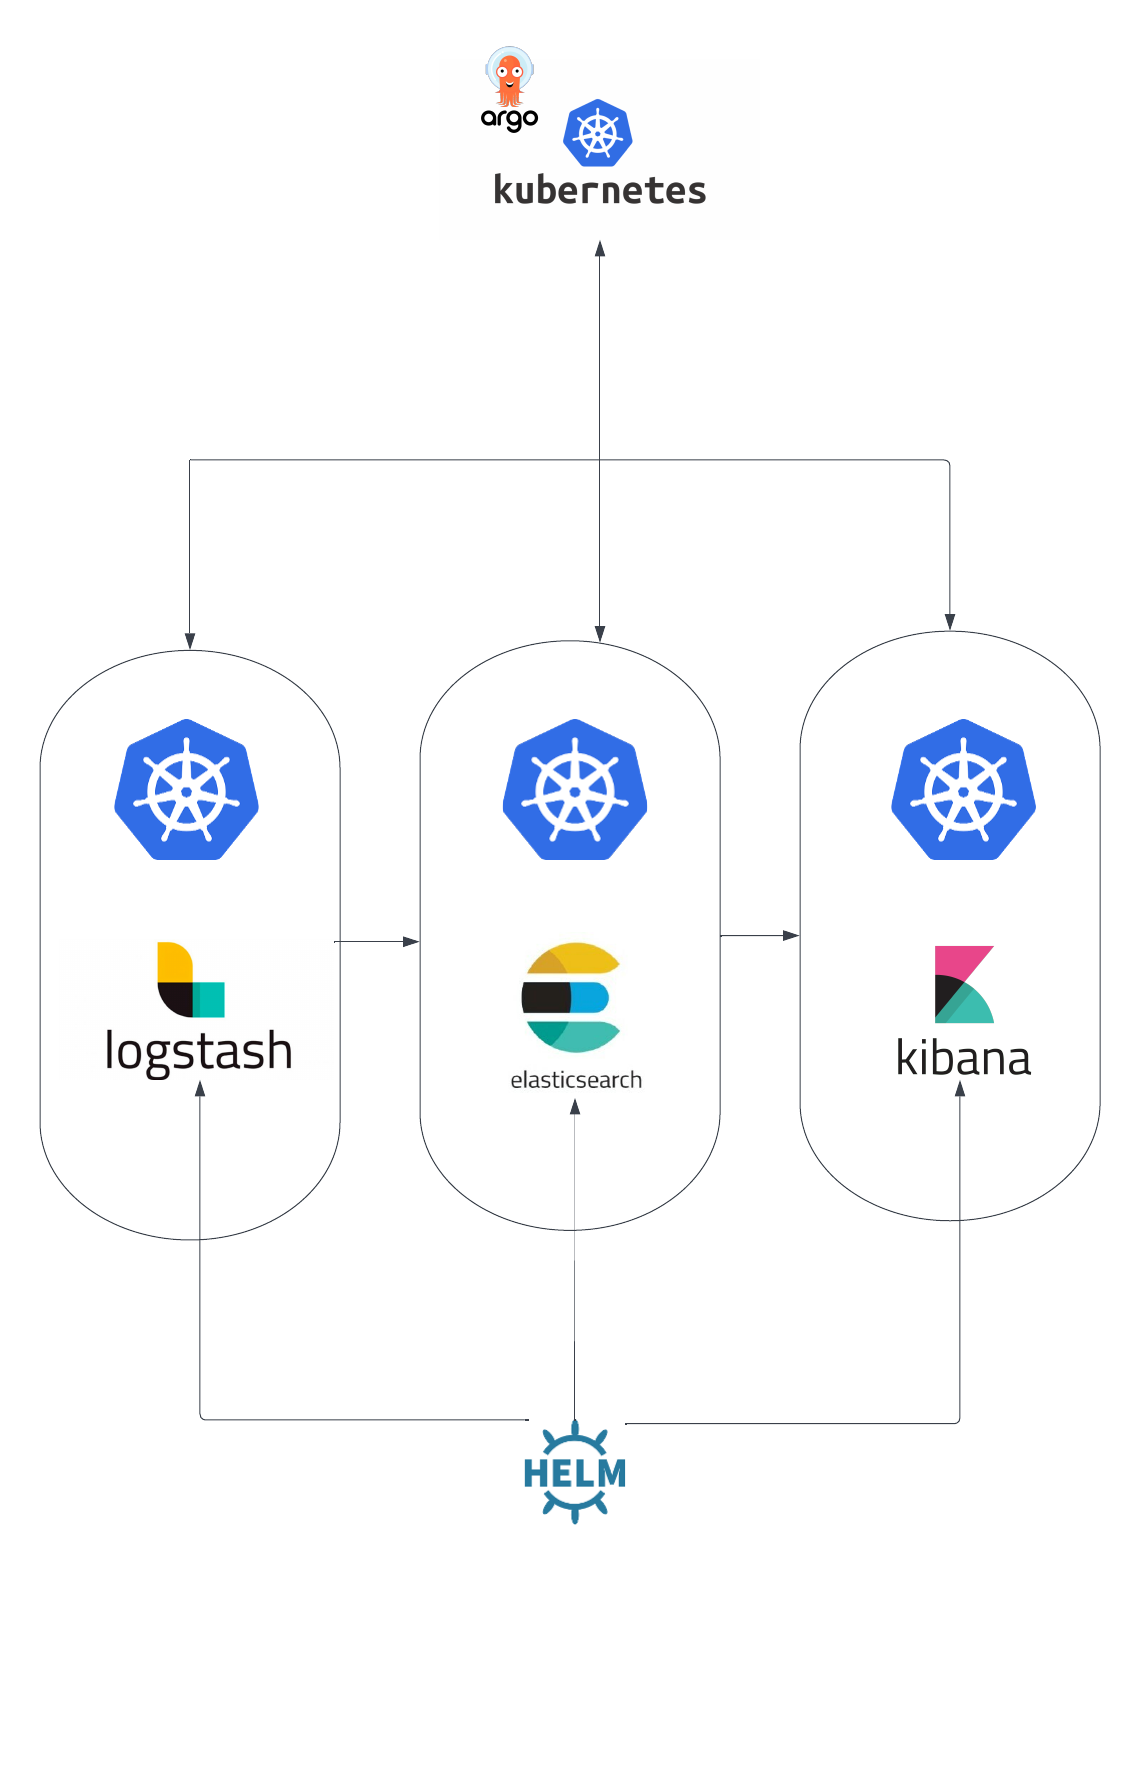 argo
kubernetes
logstash
elasticsearch
kibana
HELM